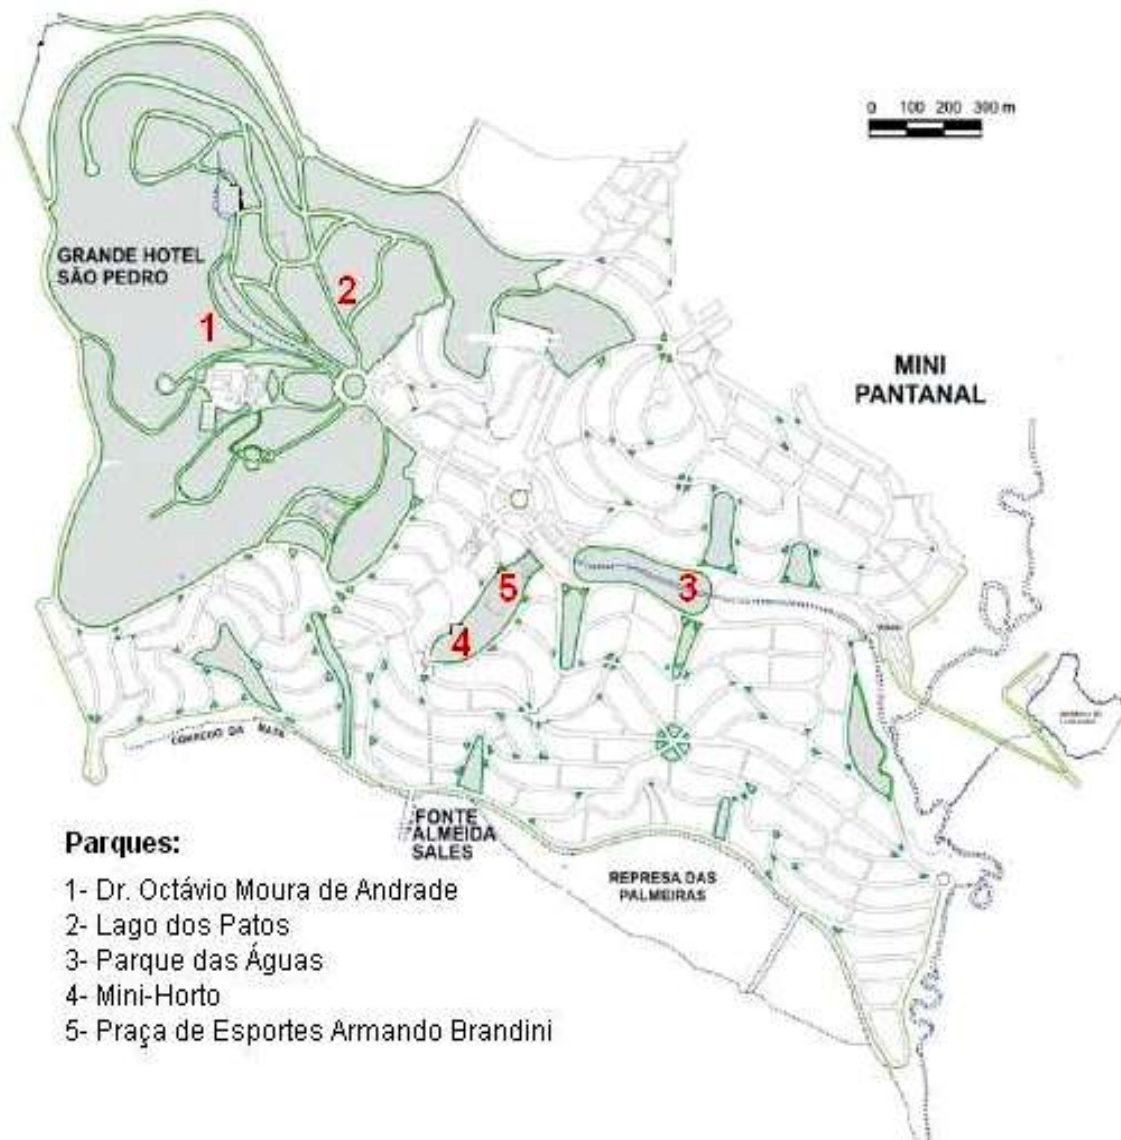 0 100 200 300 m
GRANDE HOTEL
SÃO PEDRO
2
1
MINI
PANTANAL
5
3
4
CORREGO DA MATA
FONTE
ALMEIDA
SALES
REPRESA DAS
PALMEIRAS
Parques:
1- Dr. Octávio Moura de Andrade
2- Lago dos Patos
3- Parque das Águas
4- Mini-Horto
5- Praça de Esportes Armando Brandini